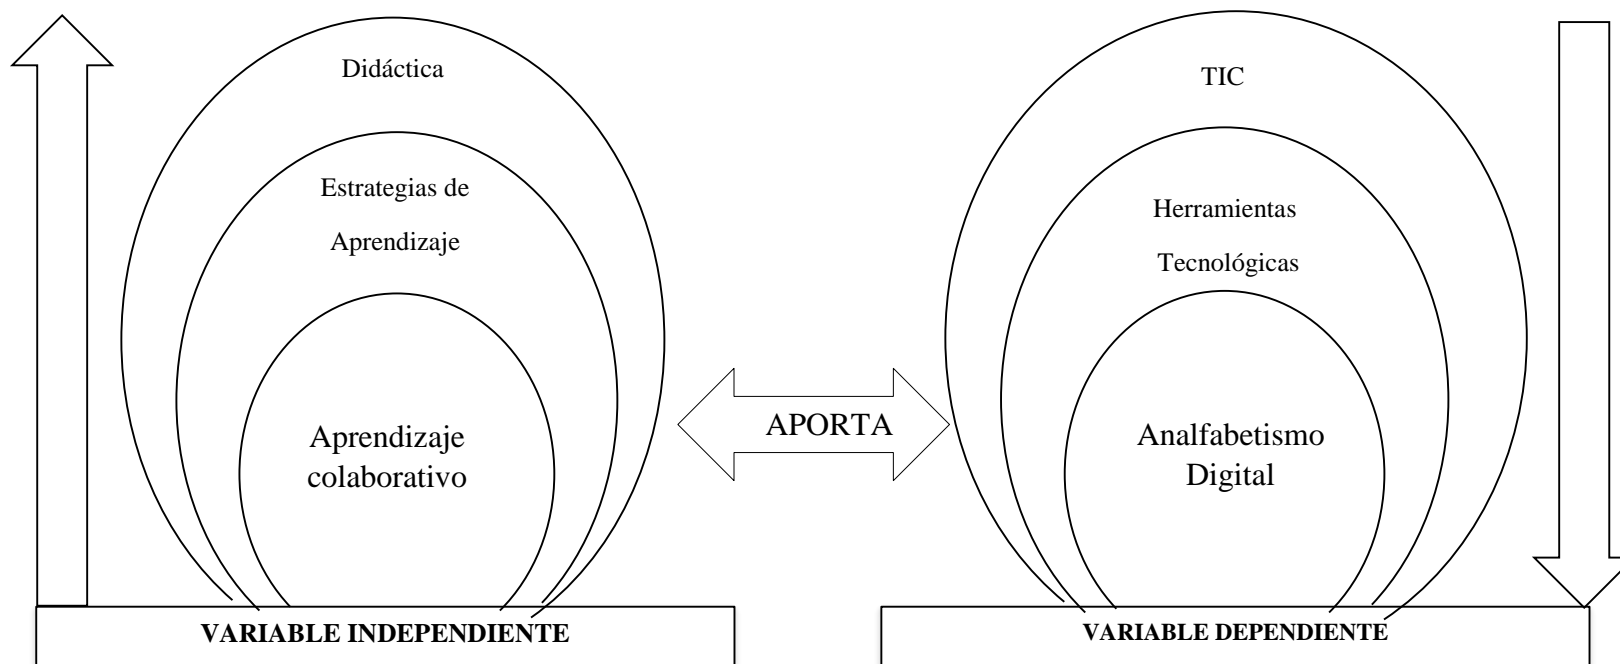 Didáctica
Estrategias de
Aprendizaje
Aprendizaje
colaborativo
VARIABLE INDEPENDIENTE
APORTA
TIC
Herramientas
Tecnológicas
Analfabetismo
Digital
VARIABLE DEPENDIENTE